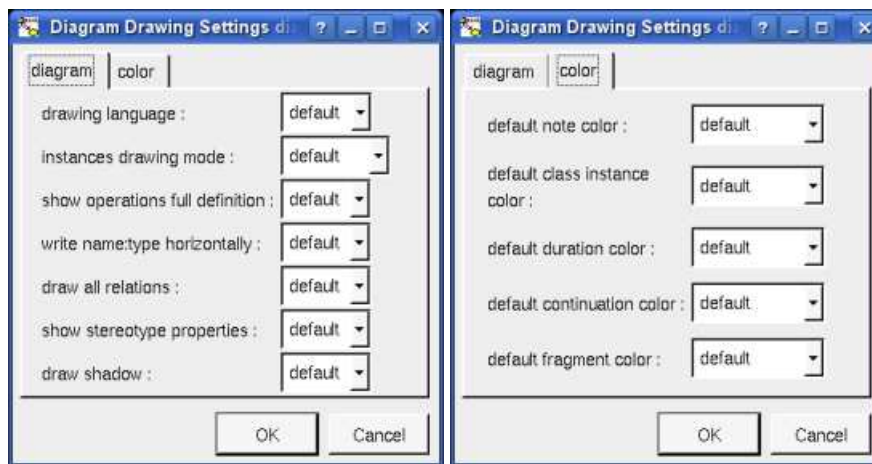 Diagram Drawing Settings
diagram color
drawing language : default
instances drawing mode : default
show operations full definition : default
write name:type horizontally : default
draw all relations : default
show stereotype properties : default
draw shadow : default
OK Cancel
Diagram Drawing Settings
diagram color
default note color : default
default class instance
color : default
default duration color : default
default continuation color : default
default fragment color : default
OK Cancel